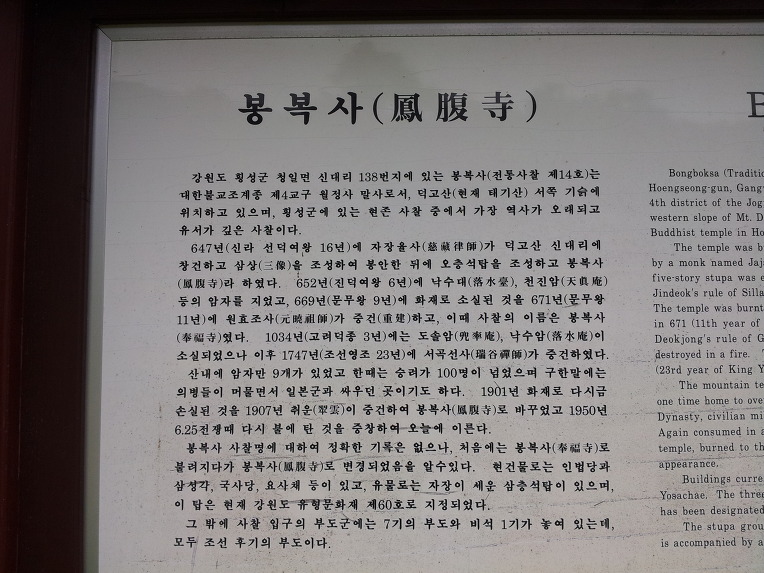 봉복사(鳳腹寺)
강원도 횡성군 청일면 신대리 138번지에 있는 봉복사(전통사찰 제14호)는
대한불교조계종 제4교구 월정사 말사로서, 덕고산(현재 태기산) 서쪽 기슭에
위치하고 있으며, 횡성군에 있는 현존 사찰 중에서 가장 역사가 오래되고
유서가 깊은 사찰이다.
647년(신라 선덕여왕 16년)에 자장율사(慈藏律師)가 덕고산 신대리에
창건하고 삼상(三像)을 조성하여 봉안한 뒤에 오층석탑을 조성하고 봉복사
(鳳腹寺)라 하였다. 652년(진덕여왕 6년)에 낙수대(落水臺), 천진암(天眞庵)
등의 암자를 지었고, 669년(문무왕 9년)에 화재로 소실된 것을 671년(문무왕
11년)에 원효조사(元曉祖師)가 중건(重建)하고, 이때 사찰의 이름은 봉복사
(奉福寺)였다. 1034년(고려덕종 3년)에는 도솔암(兜率庵), 낙수암(落水庵)이
소실되었으나 이후 1747년(조선영조 23년)에 서곡선사(瑞谷禪師)가 중건하였다.
산내에 암자만 9개가 있었고 한때는 승려가 100명이 넘었으며 구한말에는
의병들이 머물면서 일본군과 싸우던 곳이기도 하다. 1901년 화재로 다시금
손실된 것을 1907년 취운(翠雲)이 중건하여 봉복사(鳳腹寺)로 바꾸었고 1950년
6.25전쟁때 다시 불에 탄 것을 중창하여 오늘에 이른다.
봉복사 사찰명에 대하여 정확한 기록은 없으나, 처음에는 봉복사(奉福寺)로
불려지다가 봉복사(鳳腹寺)로 변경되었음을 알수있다. 현건물로는 인법당과
삼성각, 국사당, 요사채 등이 있고, 유물로는 자장이 세운 삼층석탑이 있으며,
이 탑은 현재 강원도 유형문화재 제60호로 지정되었다.
그 밖에 사찰 입구의 부도군에는 7기의 부도와 비석 1기가 놓여 있는데,
모두 조선 후기의 부도이다.
B
Bongboksa (Traditio
Hoengseong-gun, Gang
4th district of the Jog
western slope of Mt. D
Buddhist temple in Ho
The temple was b
by a monk named Jaja
five-story stupa was e
Jindeok's rule of Silla
The temple was burnt
in 671 (11th year of
Deokjong's rule of G
destroyed in a fire. T
(23rd year of King Y
The mountain te
one time home to ove
Dynasty, civilian mi
Again consumed in a
temple, burned to th
appearance.
Buildings curre
Yosachae. The three
has been designated
The stupa grou
is accompanied by a